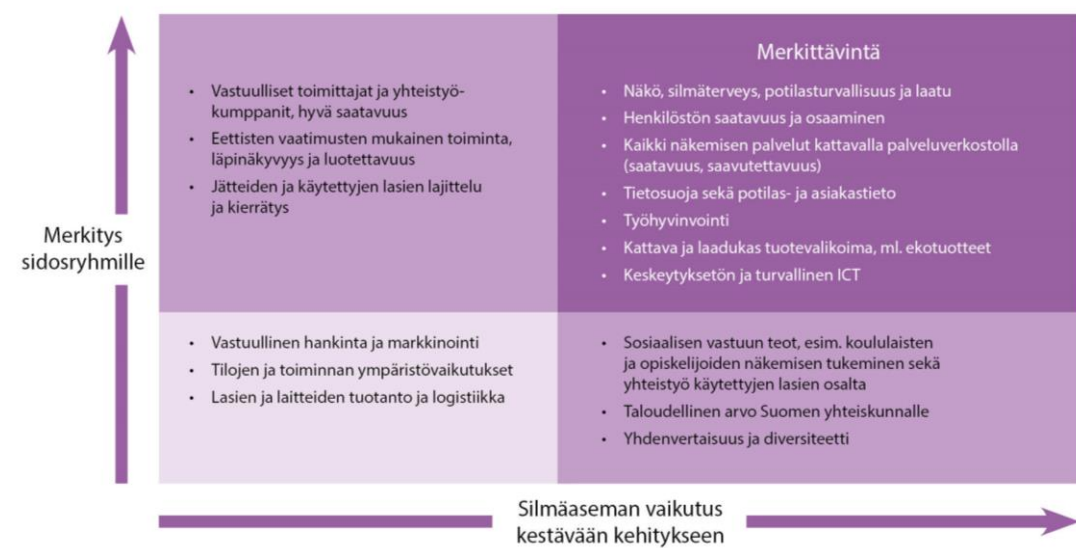 Merkitys
sidosryhmille
• Vastuulliset toimittajat ja yhteistyö-
kumppanit, hyvä saatavuus
• Eettisten vaatimusten mukainen toiminta,
läpinäkyvyys ja luotettavuus
• Jätteiden ja käytettyjen lasien lajittelu
ja kierrätys
Merkittävintä
• Näkö, silmäterveys, potilasturvallisuus ja laatu
• Henkilöstön saatavuus ja osaaminen
• Kaikki näkemisen palvelut kattavalla palveluverkostolla
(saatavuus, saavutettavuus)
• Tietosuoja sekä potilas- ja asiakastieto
• Työhyvinvointi
• Kattava ja laadukas tuotevalikoima, ml. ekotuotteet
• Keskeytyksetön ja turvallinen ICT
• Vastuullinen hankinta ja markkinointi
• Tilojen ja toiminnan ympäristövaikutukset
• Lasien ja laitteiden tuotanto ja logistiikka
• Sosiaalisen vastuun teot, esim. koululaisten
ja opiskelijoiden näkemisen tukeminen sekä
yhteistyö käytettyjen lasien osalta
• Taloudellinen arvo Suomen yhteiskunnalle
• Yhdenvertaisuus ja diversiteetti
Silmäaseman vaikutus
kestävään kehitykseen